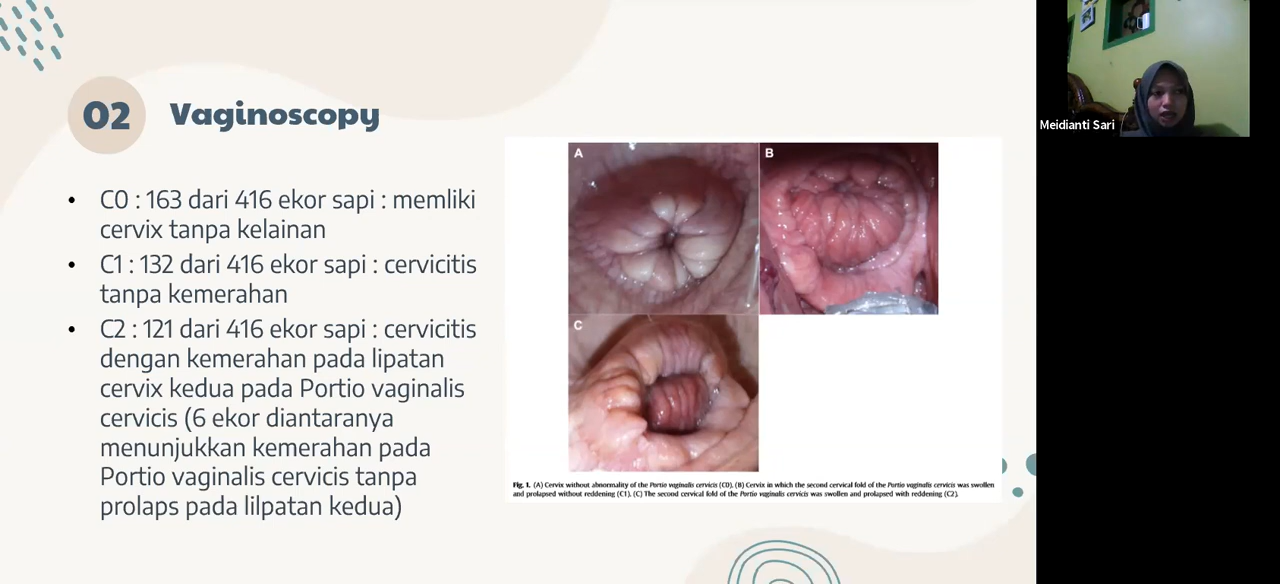 02
Vaginoscopy
• C0 : 163 dari 416 ekor sapi : memliki
cervix tanpa kelainan
• C1 : 132 dari 416 ekor sapi : cervicitis
tanpa kemerahan
• C2 : 121 dari 416 ekor sapi : cervicitis
dengan kemerahan pada lipatan
cervix kedua pada Portio vaginalis
cervicis (6 ekor diantaranya
menunjukkan kemerahan pada
Portio vaginalis cervicis tanpa
prolaps pada lilpatan kedua)
A
B
C
Fig. 1. (A) Cervix without abnormality of the Portio vaginalis cervicis (C0). (B) Cervix in which the second cervical fold of the Portio vaginalis cervicis was swollen
and prolapsed without reddening (C1). (C) The second cervical fold of the Portio vaginalis cervicis was swollen and prolapsed with reddening (C2).
Meidianti Sari